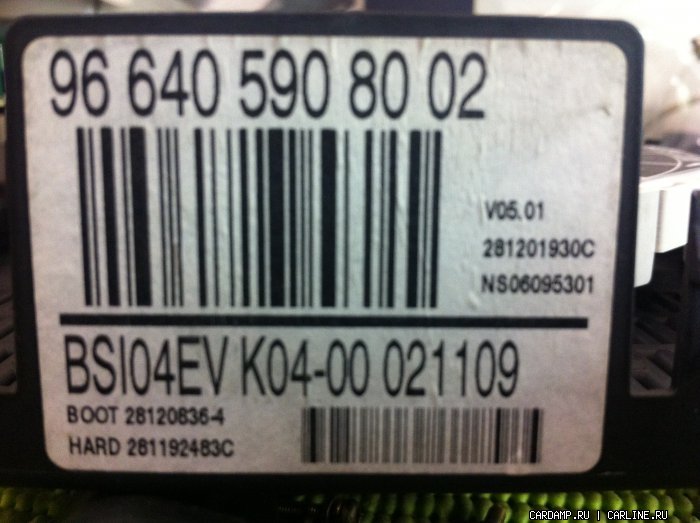 96 640 590 80 02
V05.01
281201930C
NS06095301
BSI04EV K04-00 021109
BOOT 28120836-4
HARD 281192483C
CARDAMP.RU | CARLINE.RU